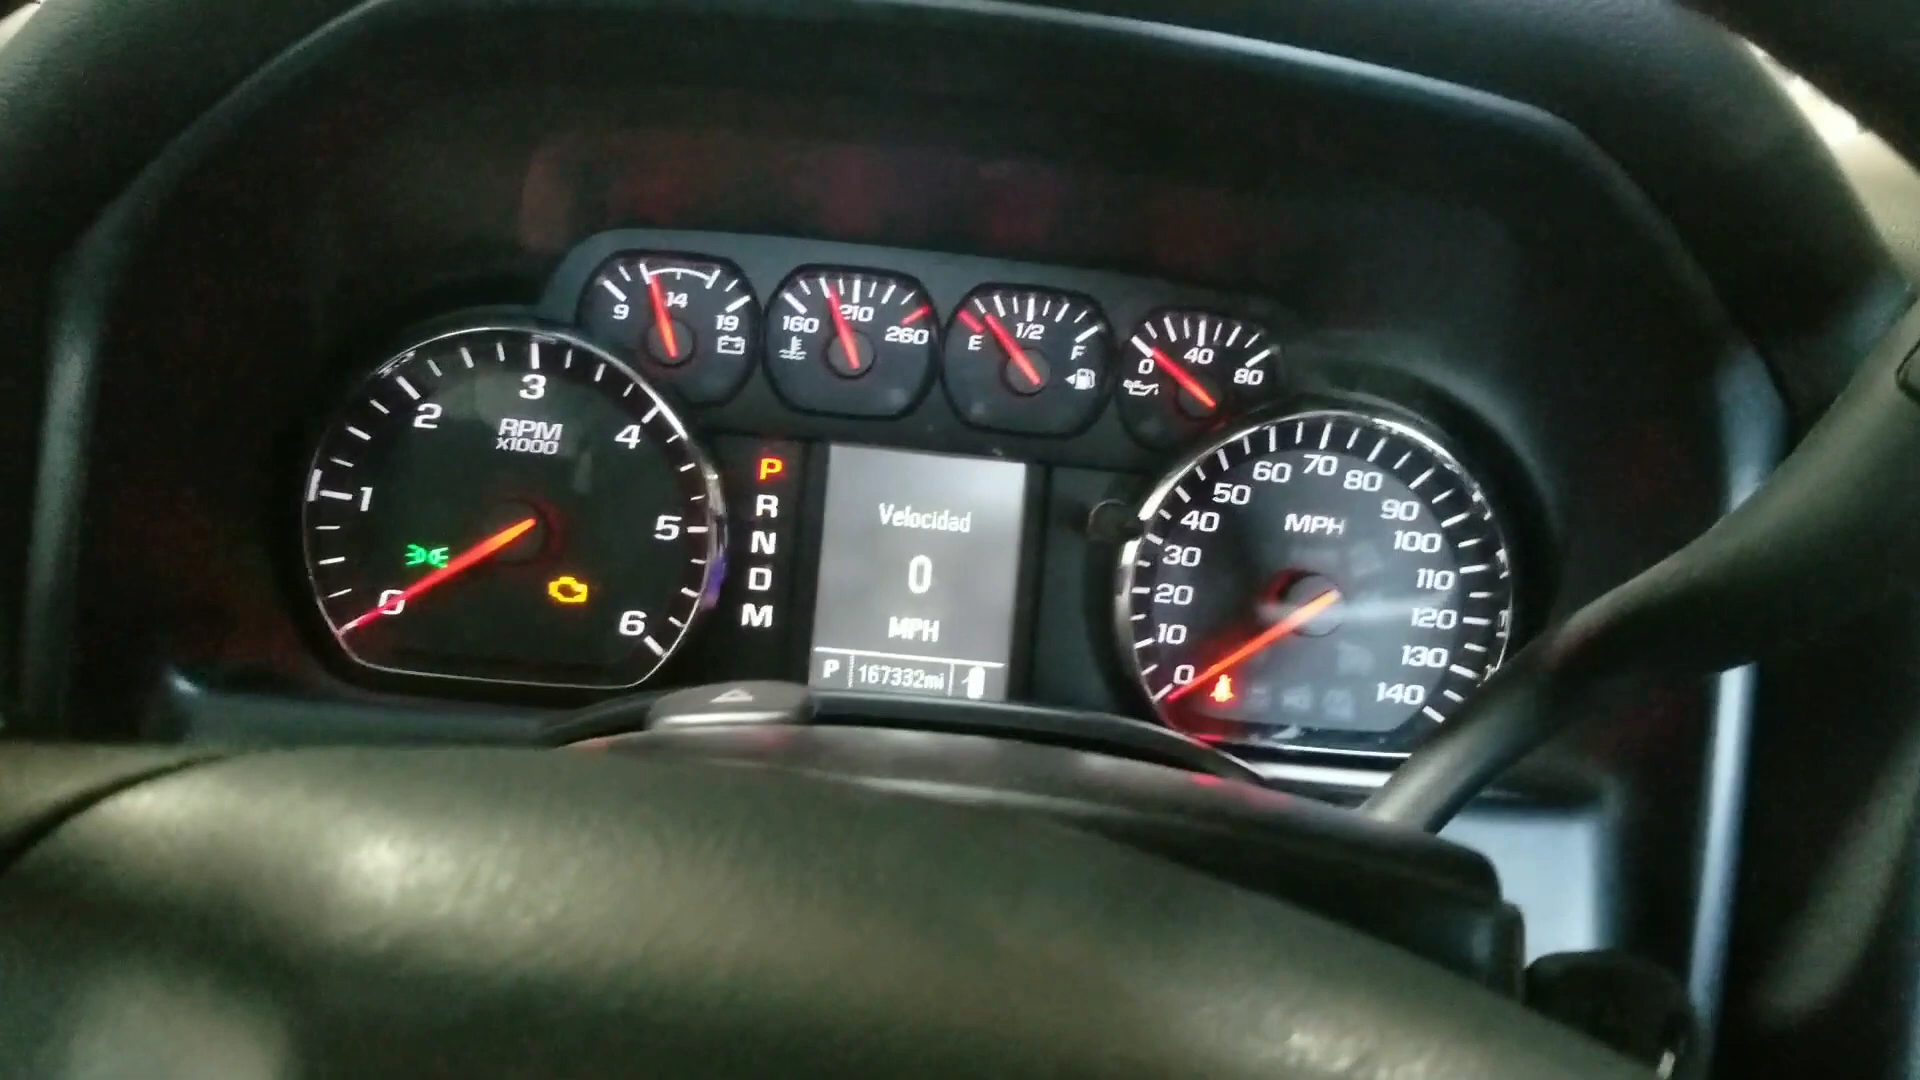 9 14 19
160 210 260
E 1/2 F
0 40 80
0 1 2 3 4 5 6
RPM
x1000
P
R
N
D
M
Velocidad
0
MPH
P 167332mi
0 10 20 30 40 50 60 70 80 90 100 110 120 130 140
MPH